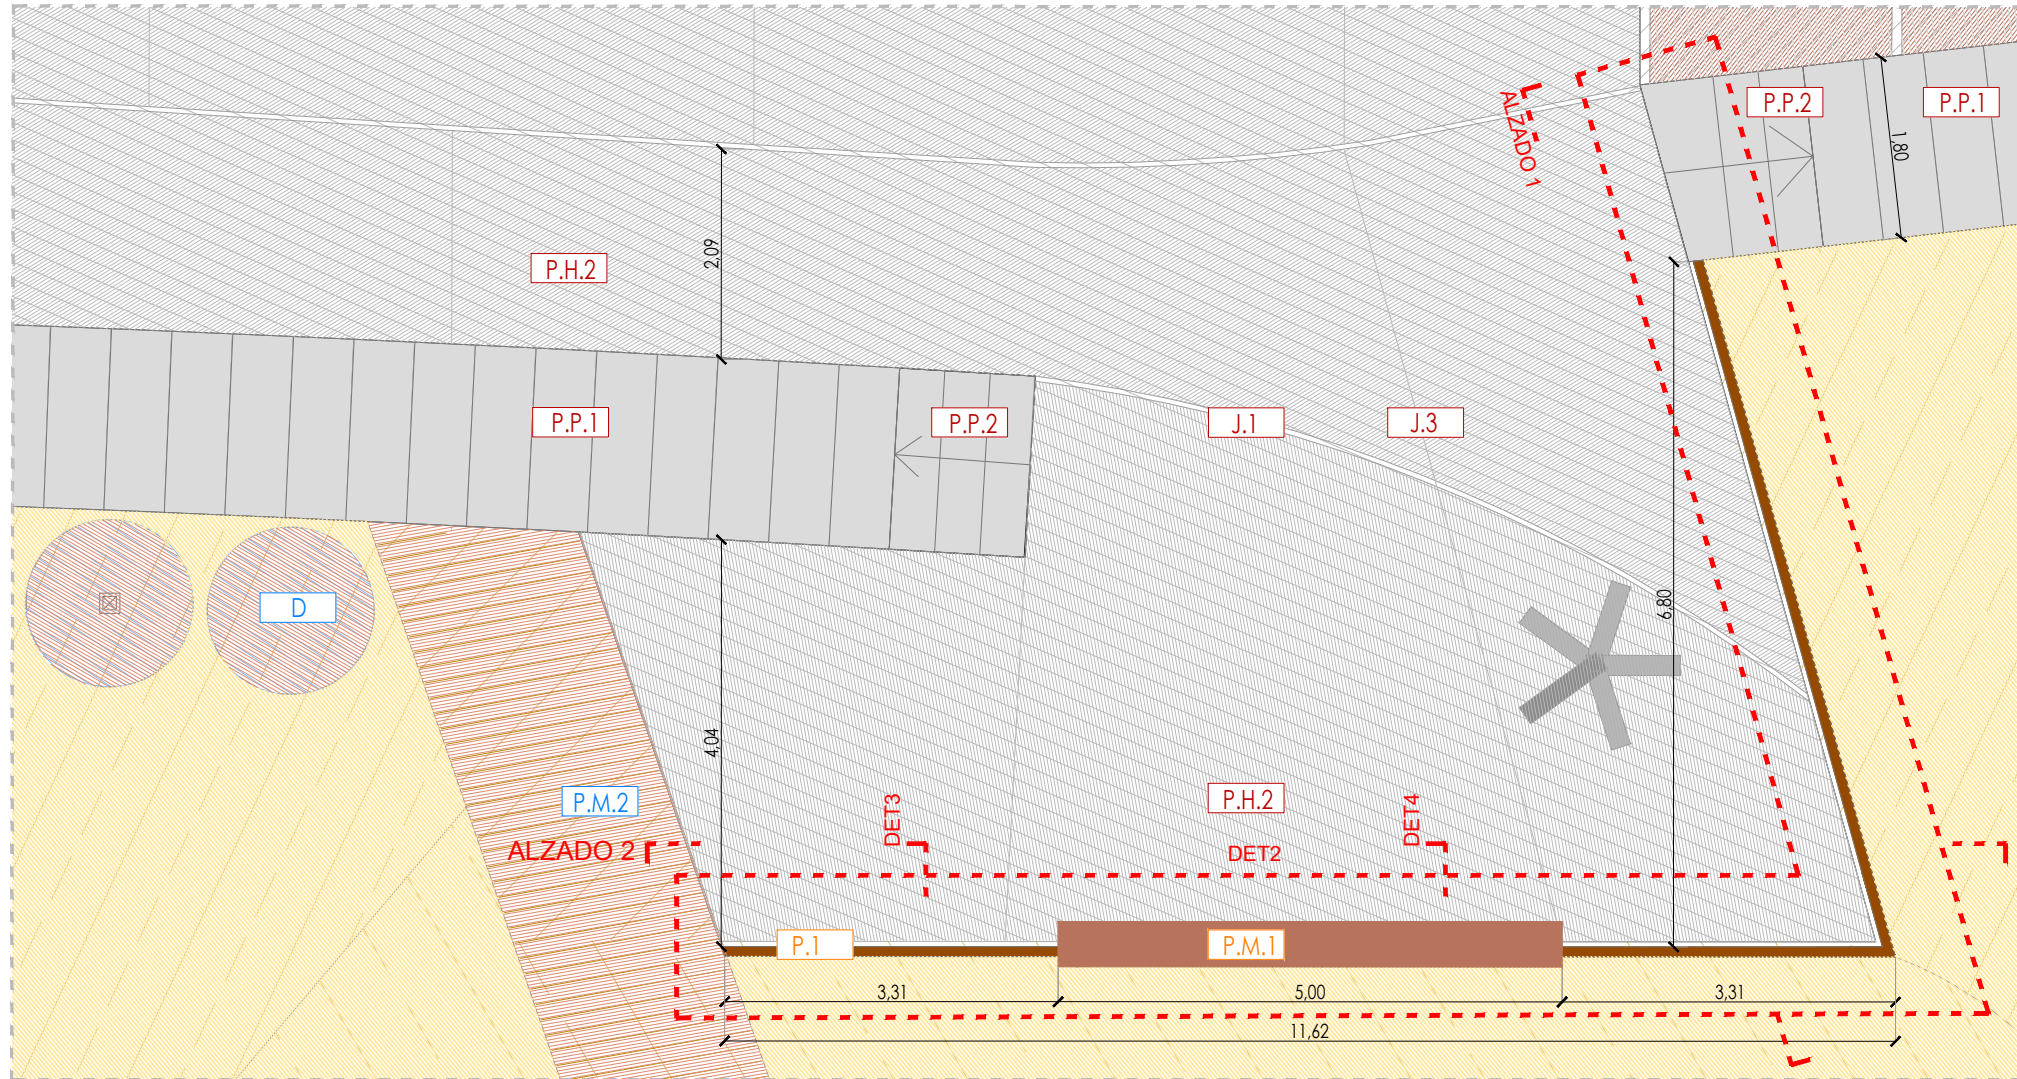 P.P.2
P.P.1
ALZADO 1
1,80
2,09
P.H.2
P.P.1
P.P.2
J.1
J.3
D
6,80
4,04
P.M.2
P.H.2
ALZADO 2
DET3
DET2
DET4
P.1
P.M.1
3,31
5,00
3,31
11,62